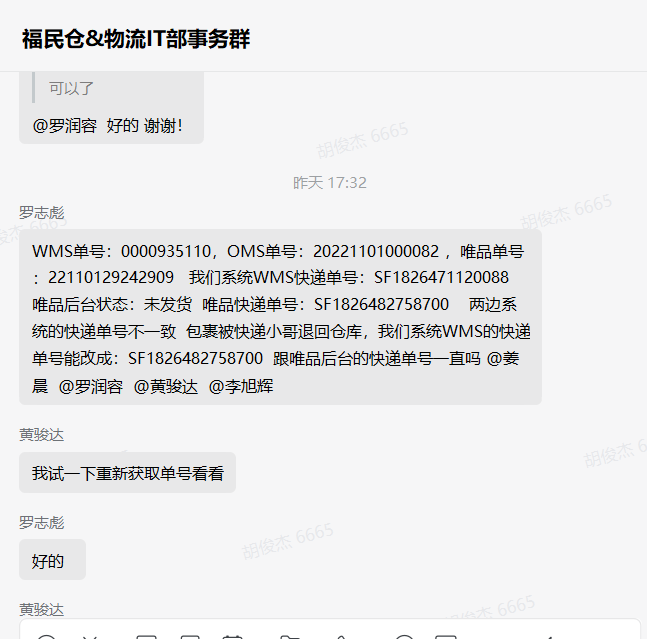 福民仓&物流IT部事务群
可以了
@罗润容 好的 谢谢！
胡俊杰 6665
昨天 17:32
罗志彪
胡俊杰 6665
WMS单号：0000935110，OMS单号：20221101000082 ，唯品单号
：22110129242909 我们系统WMS快递单号：SF1826471120088
唯品后台状态：未发货 唯品快递单号：SF1826482758700 两边系
统的快递单号不一致 包裹被快递小哥退回仓库，我们系统WMS的快递
单号能改成：SF1826482758700 跟唯品后台的快递单号一直吗 @姜
晨 @罗润容 @黄骏达 @李旭辉
黄骏达
胡俊杰 6
我试一下重新获取单号看看
罗志彪
胡俊杰 6665
好的
黄骏达
俊杰 6665